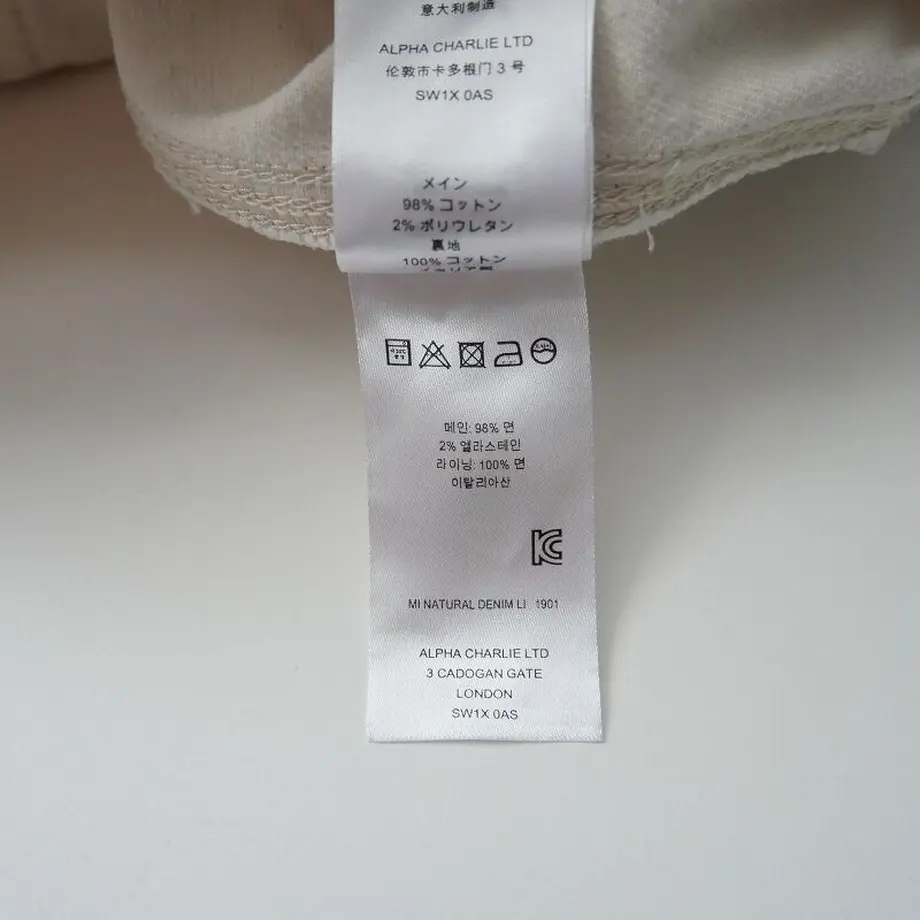 意大利制造
ALPHA CHARLIE LTD
伦敦市卡多根门 3 号
SW1X 0AS
メイン
98% コットン
2% ポリウレタン
裏地
100% コットン
메인: 98% 면
2% 엘라스테인
라이닝: 100% 면
이탈리아산
MI NATURAL DENIM LI 1901
ALPHA CHARLIE LTD
3 CADOGAN GATE
LONDON
SW1X 0AS